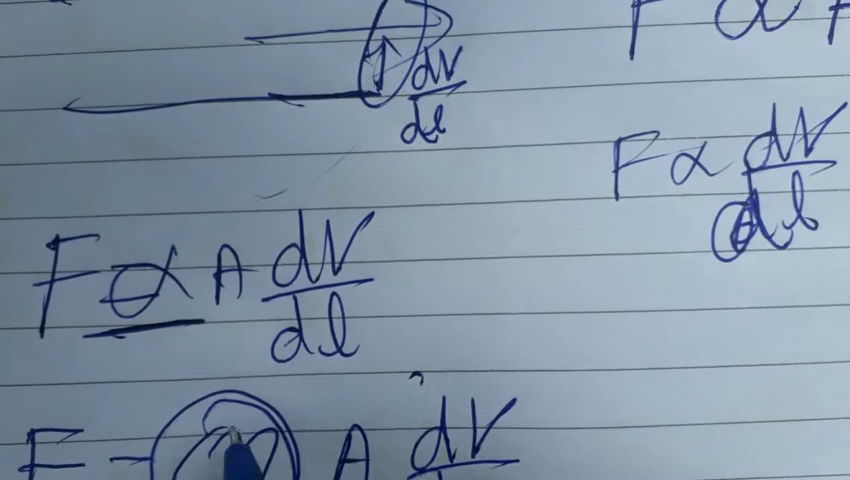 F ∝ A
dV
dl
F ∝ dV
dl
F ∝ A dV
dl
F = A dV